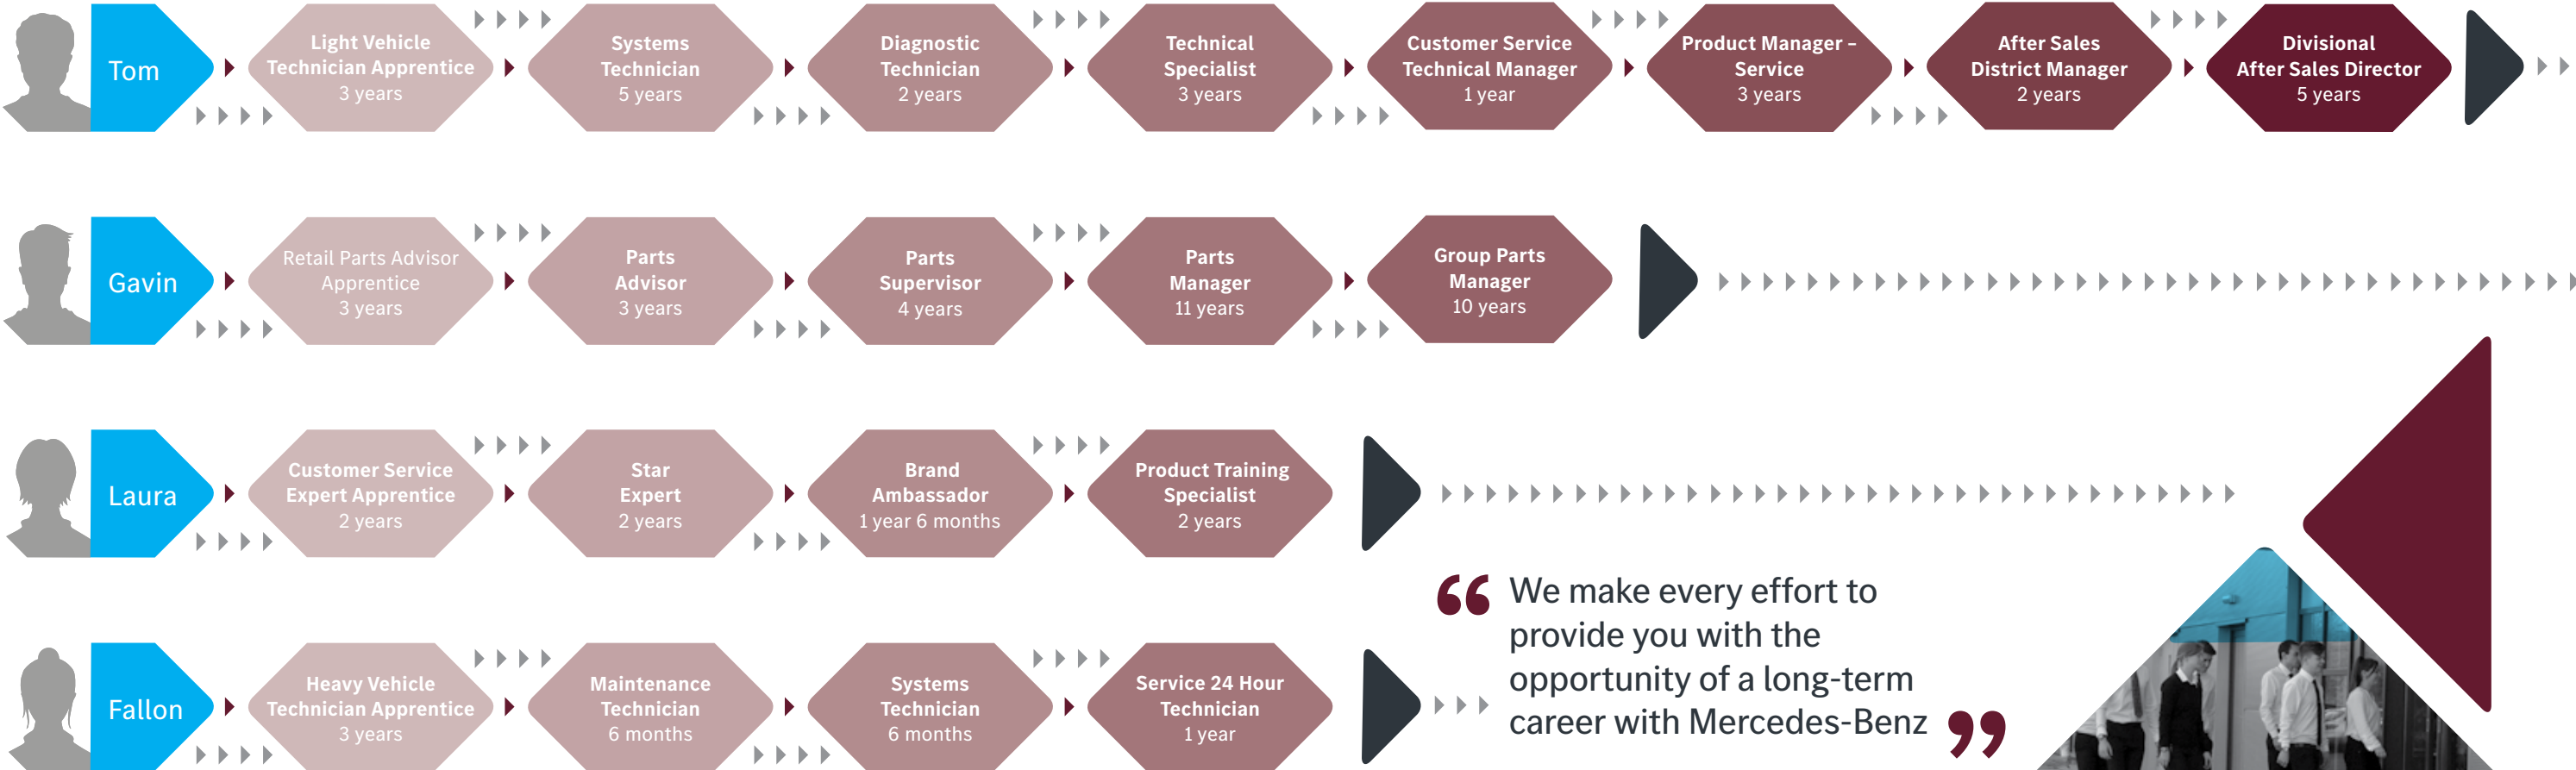 Tom
Light Vehicle
Technician Apprentice
3 years
Systems
Technician
5 years
Diagnostic
Technician
2 years
Technical
Specialist
3 years
Customer Service
Technical Manager
1 year
Product Manager –
Service
3 years
After Sales
District Manager
2 years
Divisional
After Sales Director
5 years
Gavin
Retail Parts Advisor
Apprentice
3 years
Parts
Advisor
3 years
Parts
Supervisor
4 years
Parts
Manager
11 years
Group Parts
Manager
10 years
Laura
Customer Service
Expert Apprentice
2 years
Star
Expert
2 years
Brand
Ambassador
1 year 6 months
Product Training
Specialist
2 years
Fallon
Heavy Vehicle
Technician Apprentice
3 years
Maintenance
Technician
6 months
Systems
Technician
6 months
Service 24 Hour
Technician
1 year
“ We make every effort to
provide you with the
opportunity of a long-term
career with Mercedes-Benz ”